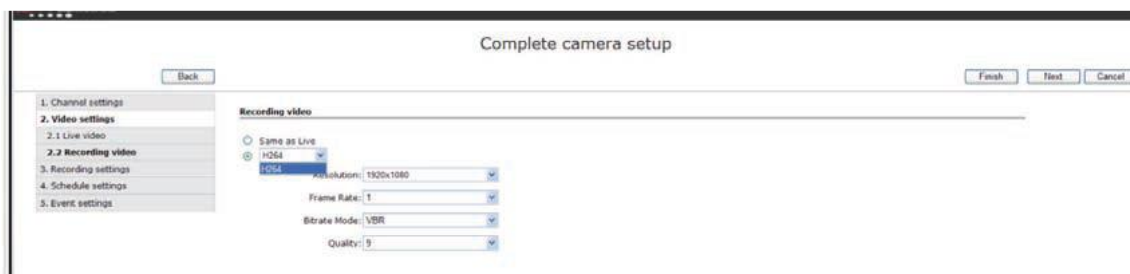 Complete camera setup
Back
Finish
Next
Cancel
1. Channel settings
2. Video settings
2.1 Live video
2.2 Recording video
3. Recording settings
4. Schedule settings
5. Event settings
Recording video
Same as Live
H264
H264
Resolution: 1920x1080
Frame Rate: 1
Bitrate Mode: VBR
Quality: 9